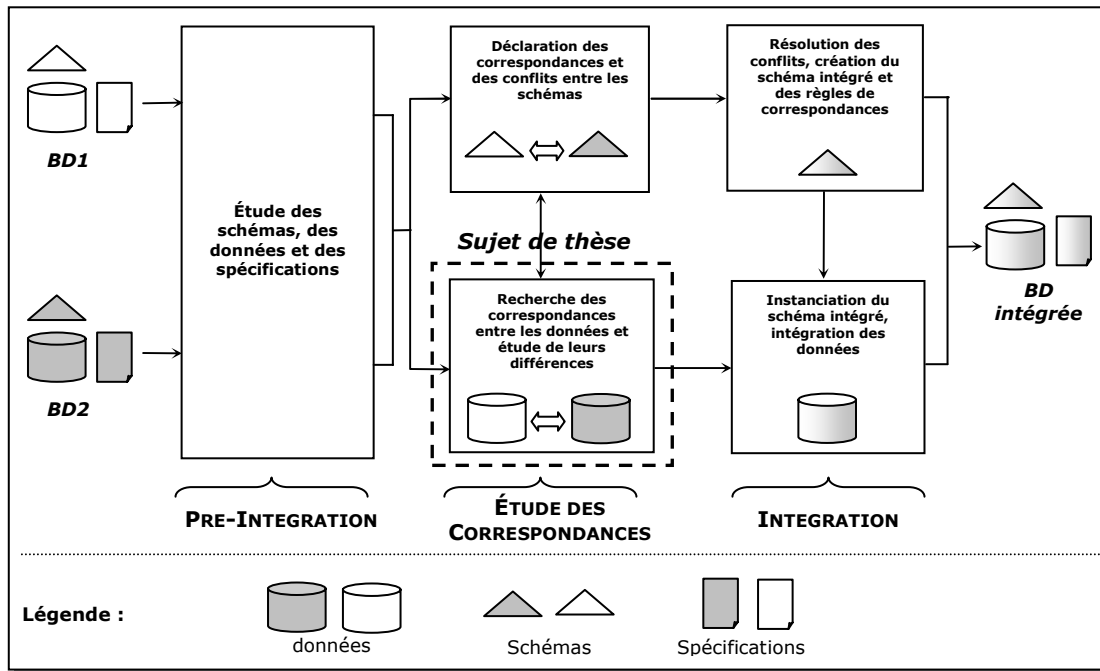 BD1
BD2
Étude des
schémas, des
données et des
spécifications
Déclaration des
correspondances et
des conflits entre les
schémas
Sujet de thèse
Recherche des
correspondances
entre les données et
étude de leurs
différences
Résolution des
conflits, création du
schéma intégré et
des règles de
correspondances
Instanciation du
schéma intégré,
intégration des
données
BD
intégrée
PRE-INTEGRATION
ÉTUDE DES
CORRESPONDANCES
INTEGRATION
Légende :
données
Schémas
Spécifications